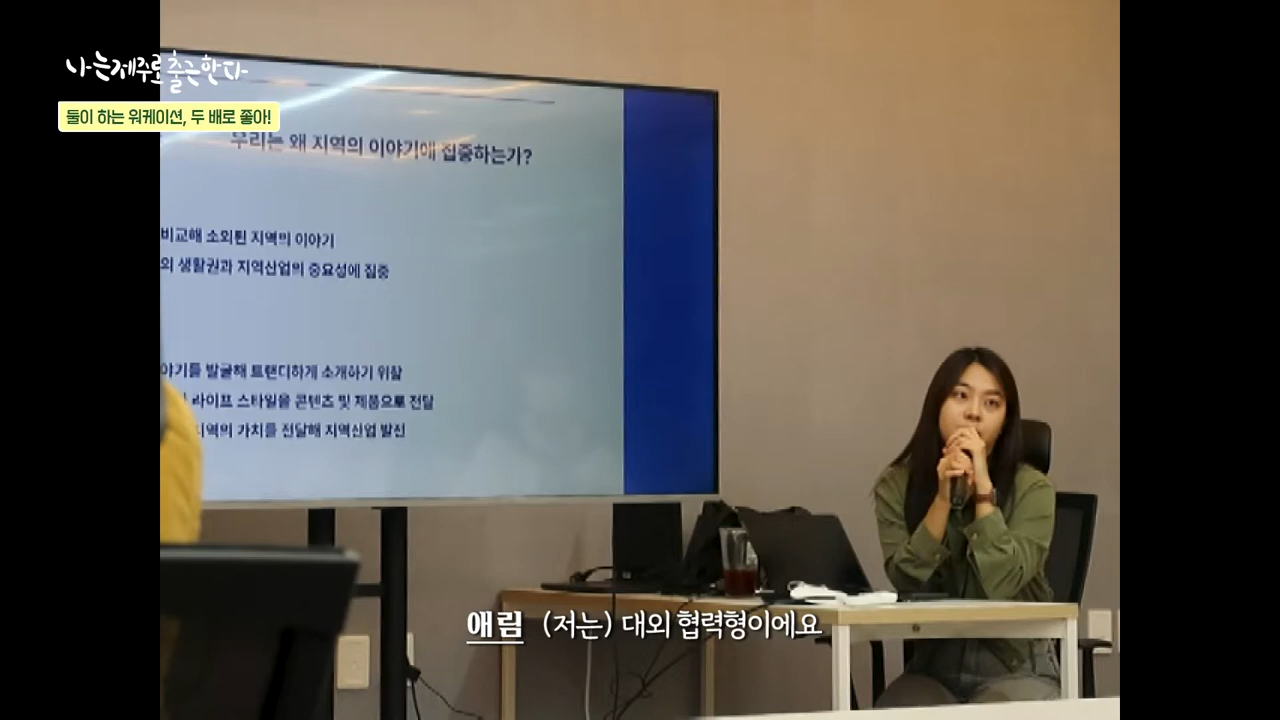 나는 제주로 출근한다
둘이 하는 워케이션, 두 배로 좋아!
우리는 왜 지역의 이야기에 집중하는가?
비교해 소외된 지역의 이야기
의 생활권과 지역산업의 중요성에 집중
야기를 발굴해 트랜디하게 소개하기 위함
라이프 스타일을 콘텐츠 및 제품으로 전달
지역의 가치를 전달해 지역산업 발전
애림 (저는) 대외 협력형이에요